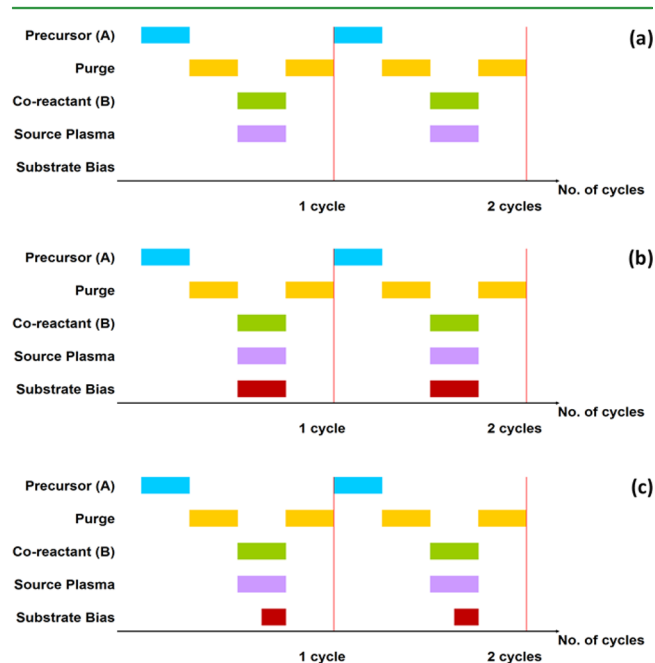 Precursor (A)
(a)
Purge
Co-reactant (B)
Source Plasma
Substrate Bias
No. of cycles
1 cycle
2 cycles
Precursor (A)
(b)
Purge
Co-reactant (B)
Source Plasma
Substrate Bias
No. of cycles
1 cycle
2 cycles
Precursor (A)
(c)
Purge
Co-reactant (B)
Source Plasma
Substrate Bias
No. of cycles
1 cycle
2 cycles